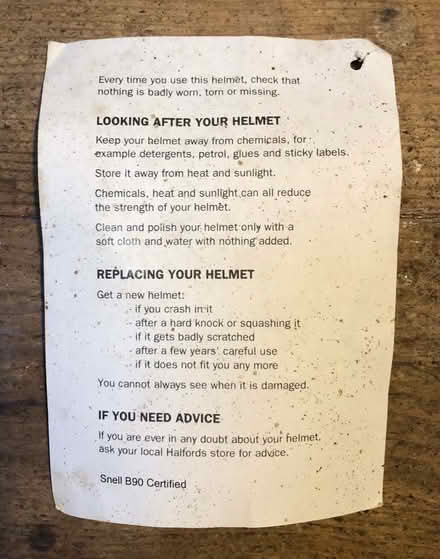 Every time you use this helmet, check that
nothing is badly worn, torn or missing.
LOOKING AFTER YOUR HELMET
Keep your helmet away from chemicals, for
example detergents, petrol, glues and sticky labels.
Store it away from heat and sunlight.
Chemicals, heat and sunlight can all reduce
the strength of your helmet.
Clean and polish your helmet only with a
soft cloth and water with nothing added.
REPLACING YOUR HELMET
Get a new helmet:
- if you crash in it
- after a hard knock or squashing it
- if it gets badly scratched
- after a few years' careful use
- if it does not fit you any more
You cannot always see when it is damaged.
IF YOU NEED ADVICE
If you are ever in any doubt about your helmet,
ask your local Halfords store for advice.
Snell B90 Certified